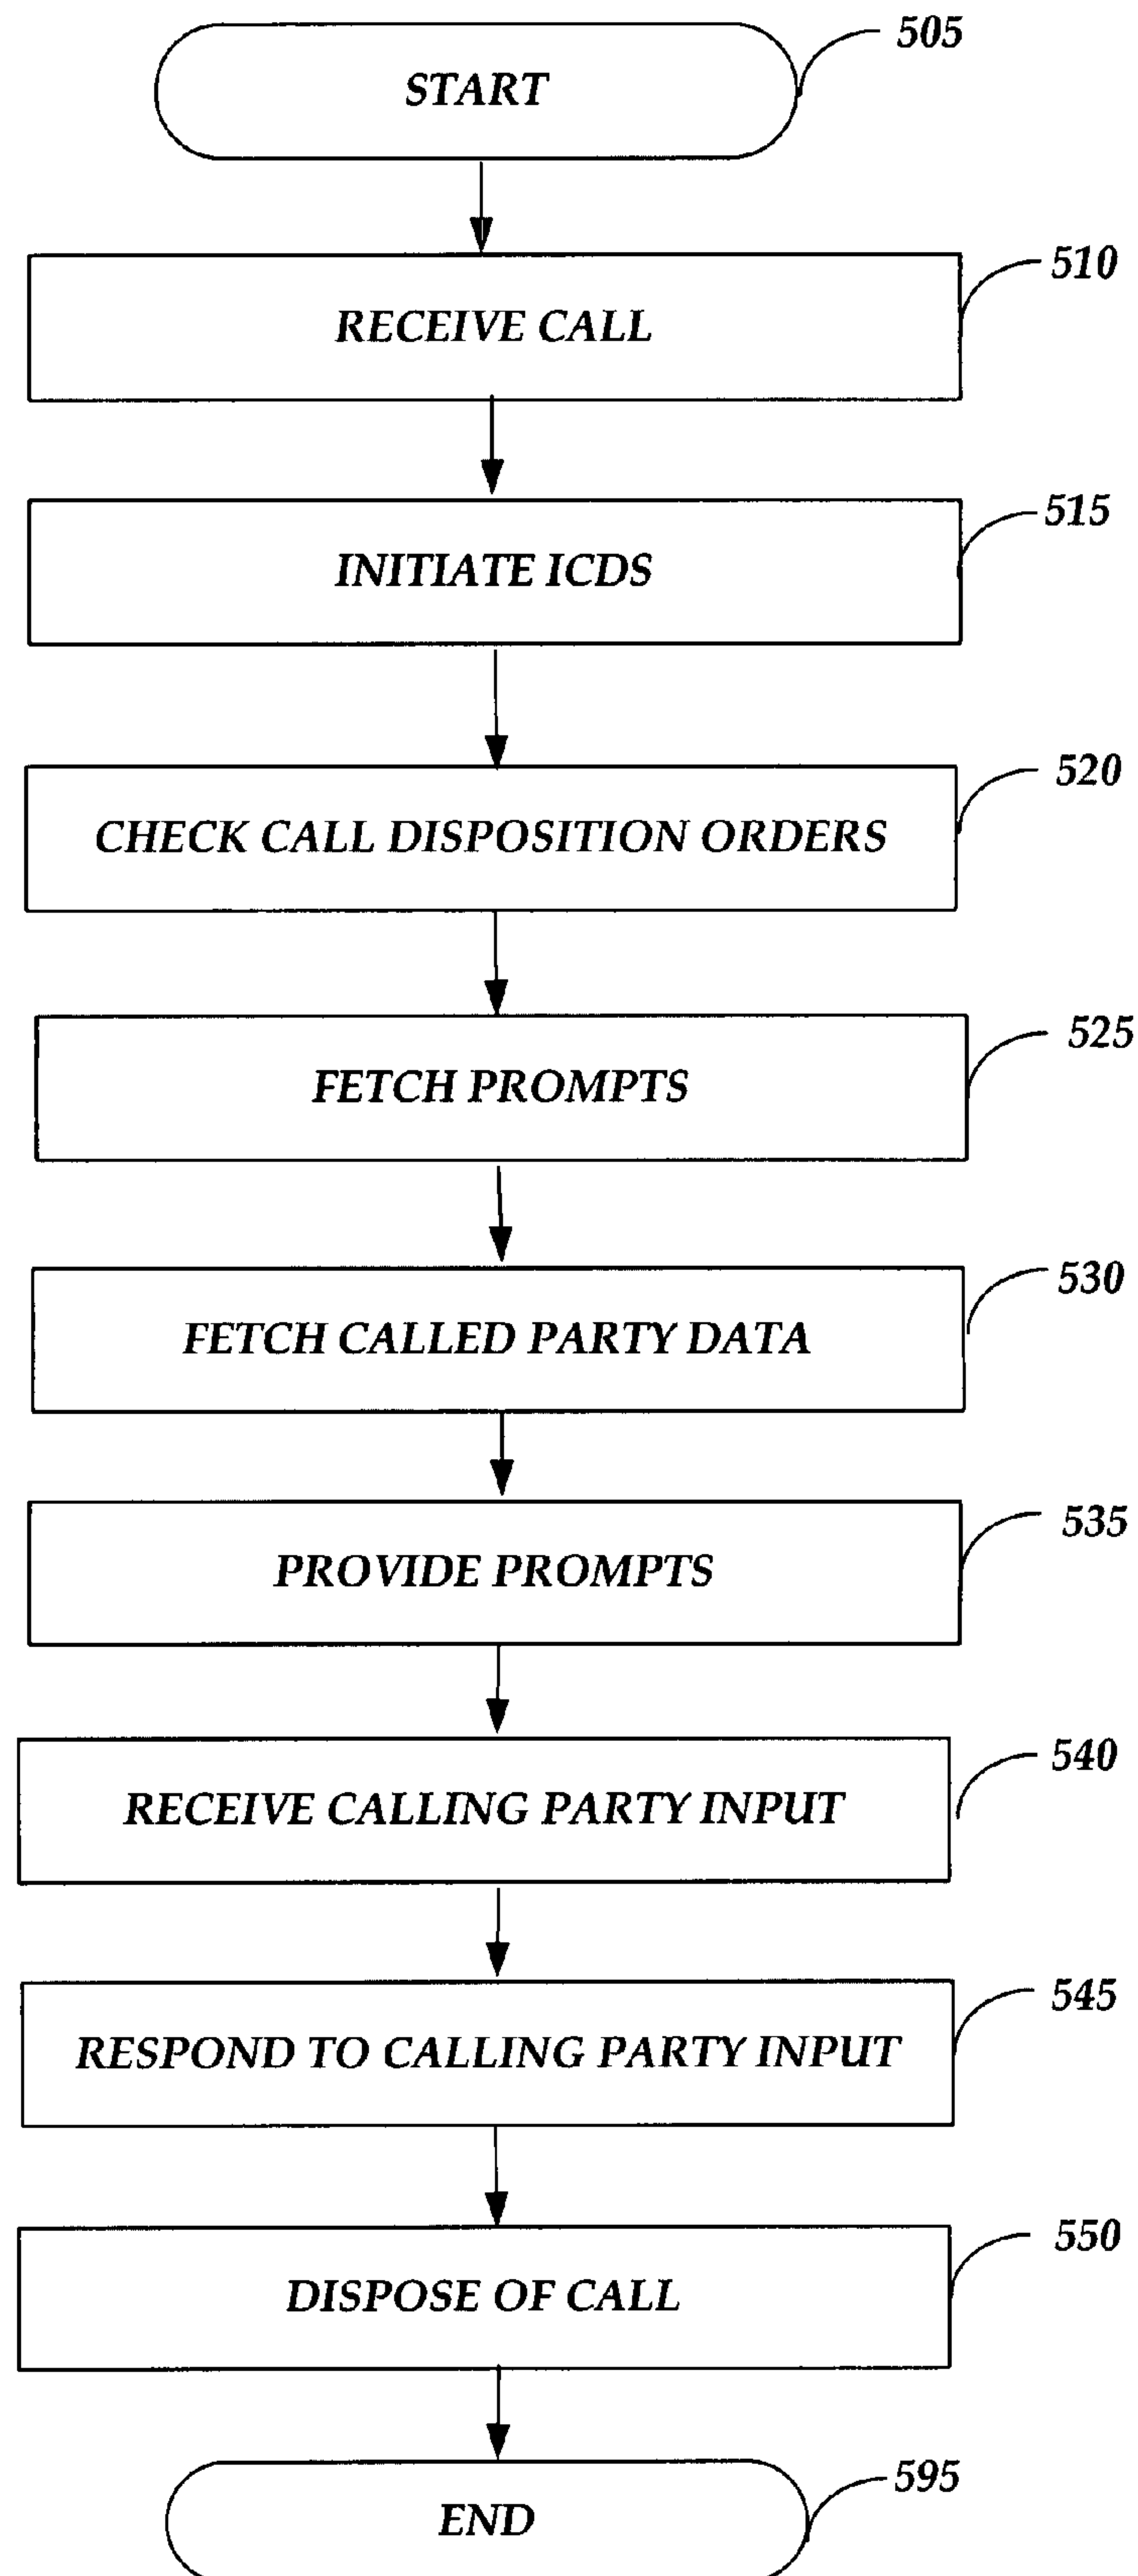 505
START
510
RECEIVE CALL
515
INITIATE ICDS
520
CHECK CALL DISPOSITION ORDERS
525
FETCH PROMPTS
530
FETCH CALLED PARTY DATA
535
PROVIDE PROMPTS
540
RECEIVE CALLING PARTY INPUT
545
RESPOND TO CALLING PARTY INPUT
550
DISPOSE OF CALL
595
END